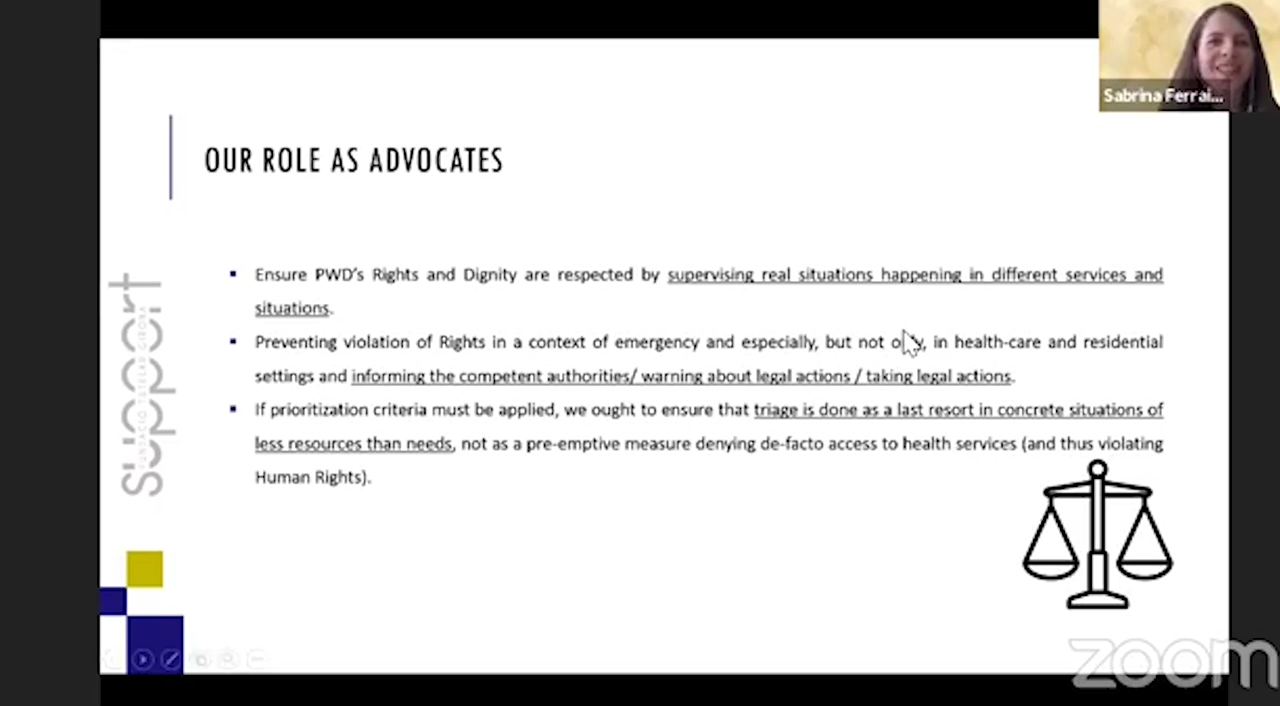 Sabrina Ferrai...
OUR ROLE AS ADVOCATES
Ensure PWD's Rights and Dignity are respected by supervising real situations happening in different services and
situations.
Preventing violation of Rights in a context of emergency and especially, but not only, in health-care and residential
settings and informing the competent authorities/ warning about legal actions / taking legal actions.
If prioritization criteria must be applied, we ought to ensure that triage is done as a last resort in concrete situations of
less resources than needs, not as a pre-emptive measure denying de-facto access to health services (and thus violating
Human Rights).
Support
FUNDACIÓ TUTELAR GIRONA
zoom